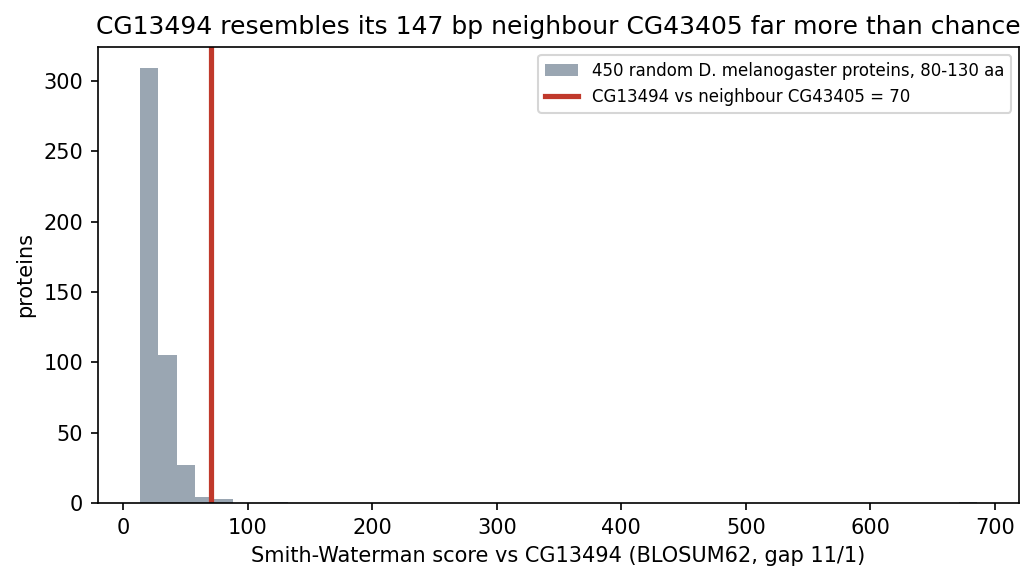 CG13494 resembles its 147 bp neighbour CG43405 far more than chance
450 random D. melanogaster proteins, 80-130 aa
CG13494 vs neighbour CG43405 = 70
proteins
300
250
200
150
100
50
0
0 100 200 300 400 500 600 700
Smith-Waterman score vs CG13494 (BLOSUM62, gap 11/1)